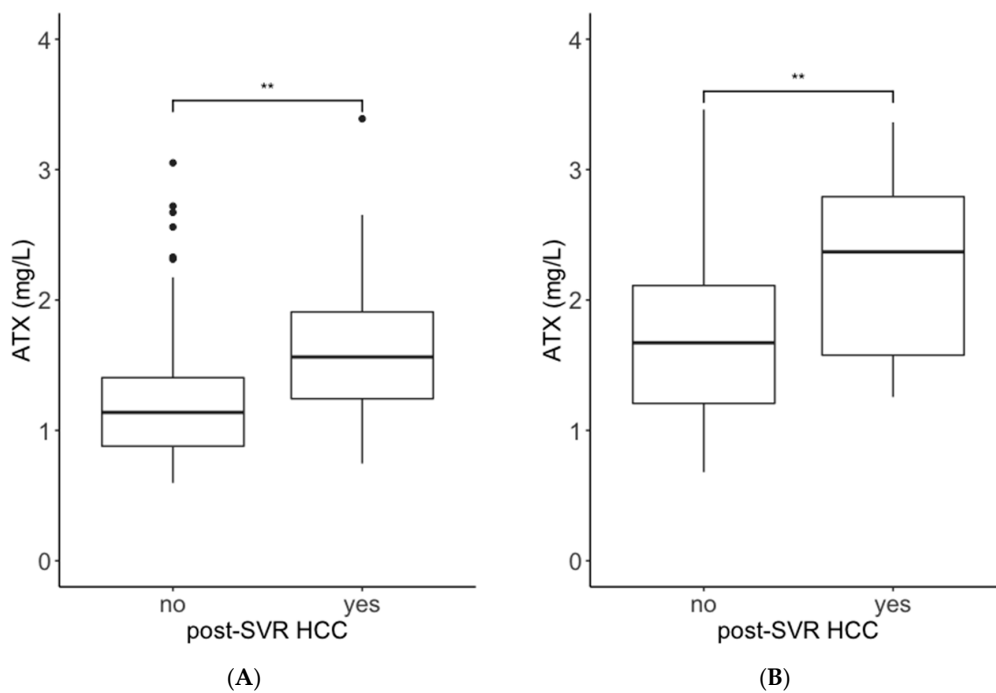 4
3
2
1
0
ATX (mg/L)
**
no
yes
post-SVR HCC
(A)
4
3
2
1
0
ATX (mg/L)
**
no
yes
post-SVR HCC
(B)